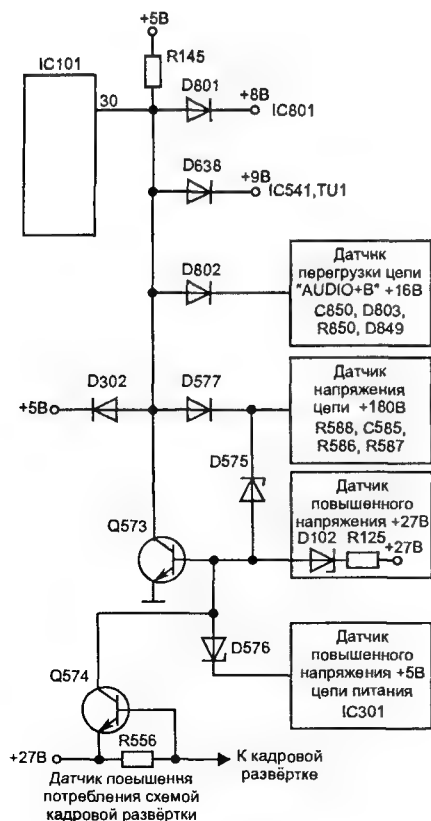 +5В
R145
IC101
30
D801
+8В
IC801
D638
+9В
IC541,TU1
D802
Датчик
перегрузки цепи
"AUDIO+B" +16В
C850, D803,
R850, D849
D302
+5В
D577
Датчик
напряжения
цепи +180В
R588, C585,
R586, R587
D575
Q573
Датчик
повышенного
напряжения +27В
D102
R125
+27В
D576
Датчик
повышенного
напряжения +5В
цепи питания
IC301
Q574
+27В
R556
К кадровой
развёртке
Датчик повышения
потребления схемой
кадровой развёртки